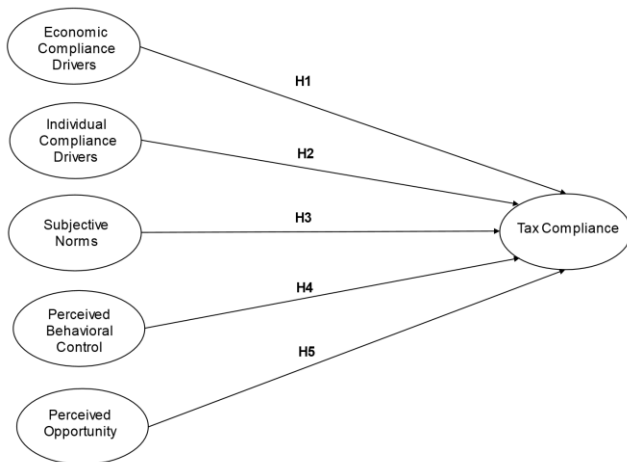 Economic
Compliance
Drivers
H1
Individual
Compliance
Drivers
H2
Subjective
Norms
H3
Tax Compliance
Perceived
Behavioral
Control
H4
H5
Perceived
Opportunity